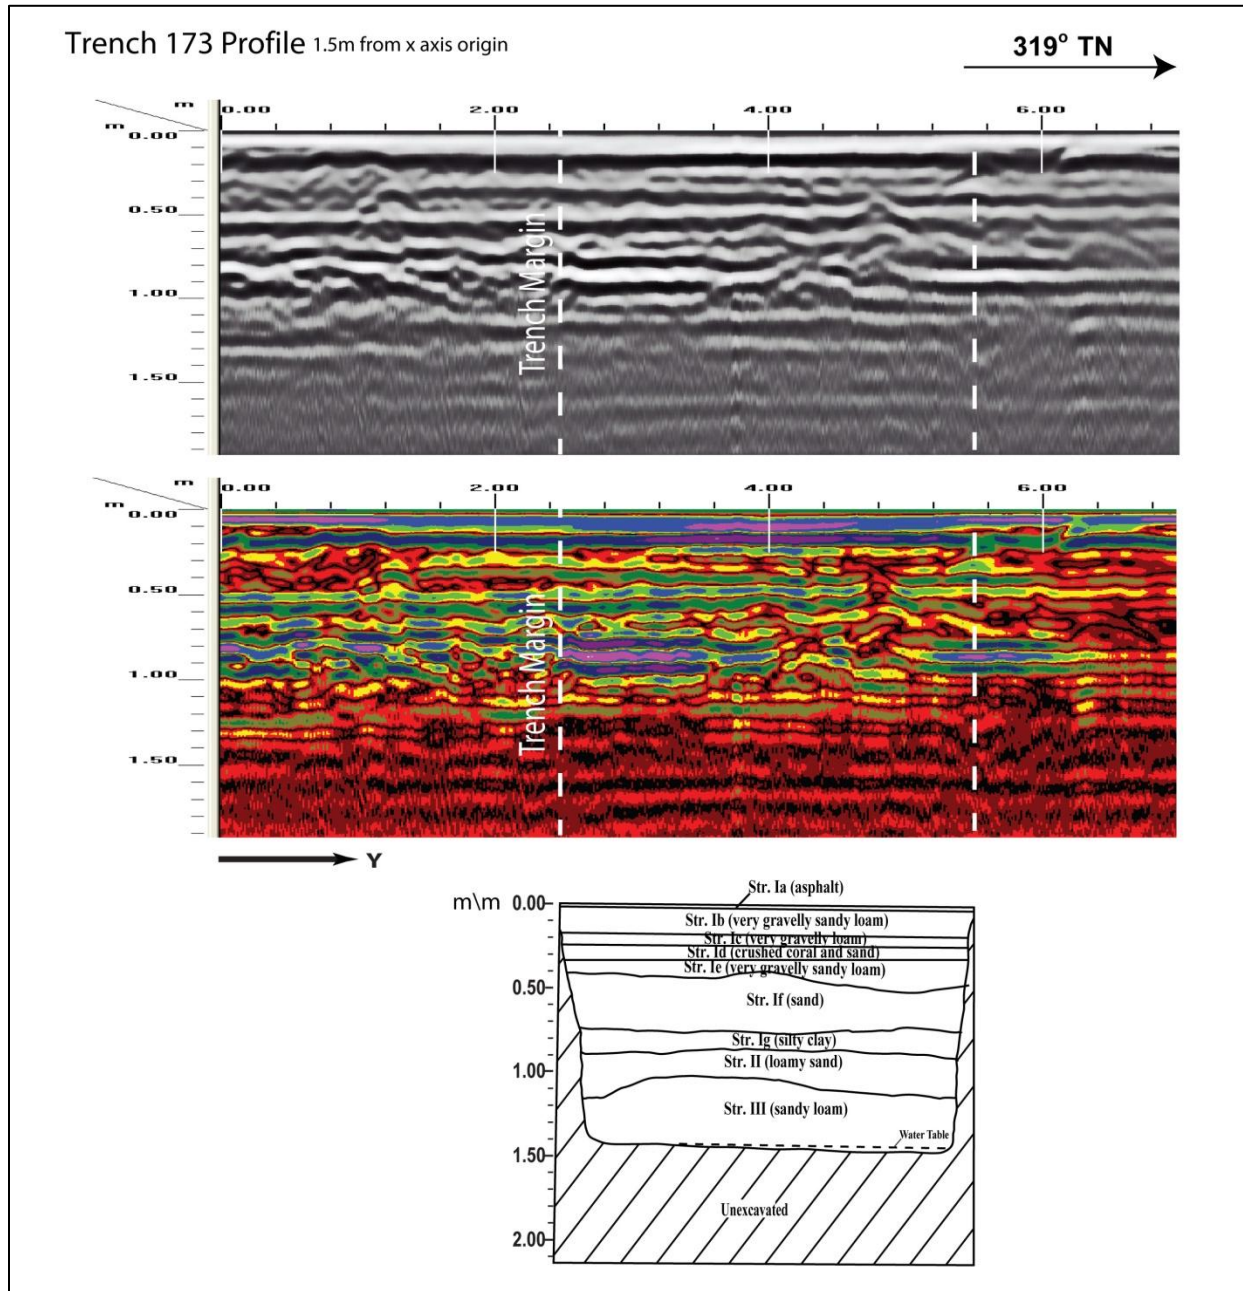 Trench 173 Profile 1.5m from x axis origin
319° TN
m 0.00 2.00 4.00 6.00
m 0.00
0.50
1.00
1.50
Trench Margin
m 0.00 2.00 4.00 6.00
m 0.00
0.50
1.00
1.50
Trench Margin
Y
m\m
0.00
0.50
1.00
1.50
2.00
Str. Ia (asphalt)
Str. Ib (very gravelly sandy loam)
Str. Ic (very gravelly loam)
Str. Id (crushed coral and sand)
Str. Ie (very gravelly sandy loam)
Str. If (sand)
Str. Ig (silty clay)
Str. II (loamy sand)
Str. III (sandy loam)
Water Table
Unexcavated